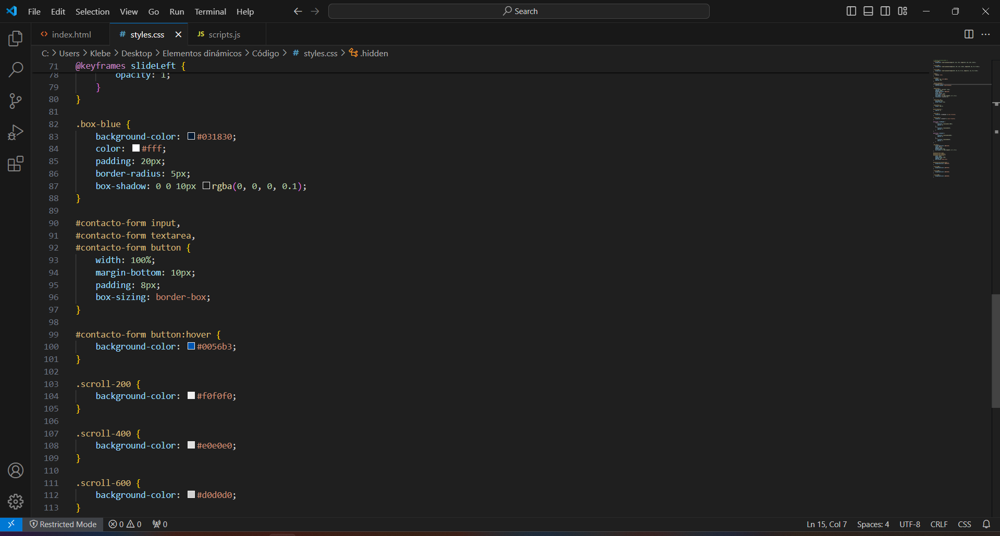 File Edit Selection View Go Run Terminal Help Search
index.html # styles.css JS scripts.js
C: Users Klebe Desktop Elementos dinámicos Código # styles.css .hidden
71 @keyframes slideLeft {
78 opacity: 1;
79 }
80 }
81
82 .box-blue {
83 background-color: #031830;
84 color: #fff;
85 padding: 20px;
86 border-radius: 5px;
87 box-shadow: 0 0 10px rgba(0, 0, 0, 0.1);
88 }
89
90 #contacto-form input,
91 #contacto-form textarea,
92 #contacto-form button {
93 width: 100%;
94 margin-bottom: 10px;
95 padding: 8px;
96 box-sizing: border-box;
97 }
98
99 #contacto-form button:hover {
100 background-color: #0056b3;
101 }
102
103 .scroll-200 {
104 background-color: #f0f0f0;
105 }
106
107 .scroll-400 {
108 background-color: #e0e0e0;
109 }
110
111 .scroll-600 {
112 background-color: #d0d0d0;
113 }
Restricted Mode 0 0 0 Ln 15, Col 7 Spaces: 4 UTF-8 CRLF CSS